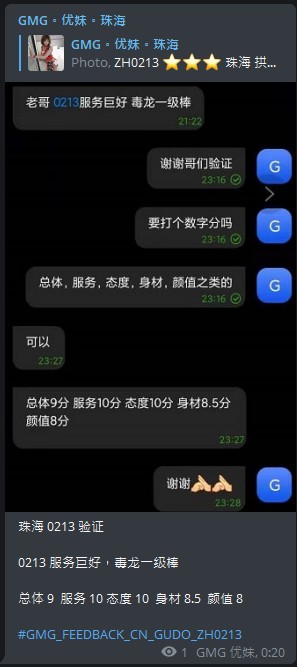 GMG◦优妹◦珠海
GMG◦优妹◦珠海
Photo, ZH0213 ⭐⭐⭐ 珠海 拱...
老哥 0213服务巨好 毒龙一级棒
21:22
谢谢哥们验证
23:16
G
要打个数字分吗
23:16
G
总体，服务，态度，身材，颜值之类的
23:16
G
可以
23:27
总体9分 服务10分 态度10分 身材8.5分
颜值8分
23:27
谢谢🙏🏻🙏🏻
23:28
G
珠海 0213 验证
0213 服务巨好，毒龙一级棒
总体 9 服务 10 态度 10 身材 8.5 颜值 8
#GMG_FEEDBACK_CN_GUDO_ZH0213
1 GMG 优妹, 0:20